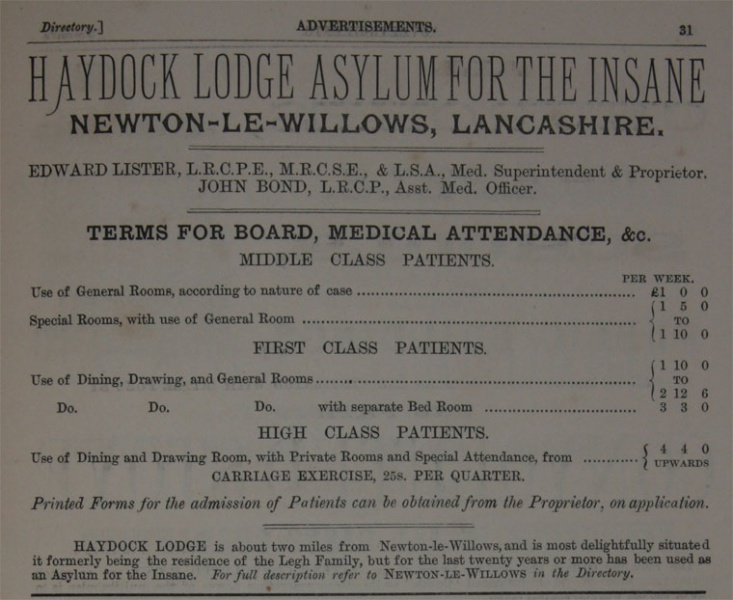 Directory.] ADVERTISEMENTS. 31
HAYDOCK LODGE ASYLUM FOR THE INSANE
NEWTON-LE-WILLOWS, LANCASHIRE.
EDWARD LISTER, L.R.C.P.E., M.R.C.S.E., & L.S.A., Med. Superintendent & Proprietor.
JOHN BOND, L.R.C.P., Asst. Med. Officer.
TERMS FOR BOARD, MEDICAL ATTENDANCE, &c.
MIDDLE CLASS PATIENTS.
PER WEEK.
Use of General Rooms, according to nature of case ........ £1 0 0
Special Rooms, with use of General Room ........ { 1 5 0
TO
1 10 0
FIRST CLASS PATIENTS.
Use of Dining, Drawing, and General Rooms ........ { 1 10 0
TO
2 12 6
Do. Do. Do. with separate Bed Room ........ 3 3 0
HIGH CLASS PATIENTS.
Use of Dining and Drawing Room, with Private Rooms and Special Attendance, from ........ { 4 4 0
UPWARDS
CARRIAGE EXERCISE, 25s. PER QUARTER.
Printed Forms for the admission of Patients can be obtained from the Proprietor, on application.
HAYDOCK LODGE is about two miles from Newton-le-Willows, and is most delightfully situated
it formerly being the residence of the Legh Family, but for the last twenty years or more has been used as
an Asylum for the Insane. For full description refer to NEWTON-LE-WILLOWS in the Directory.